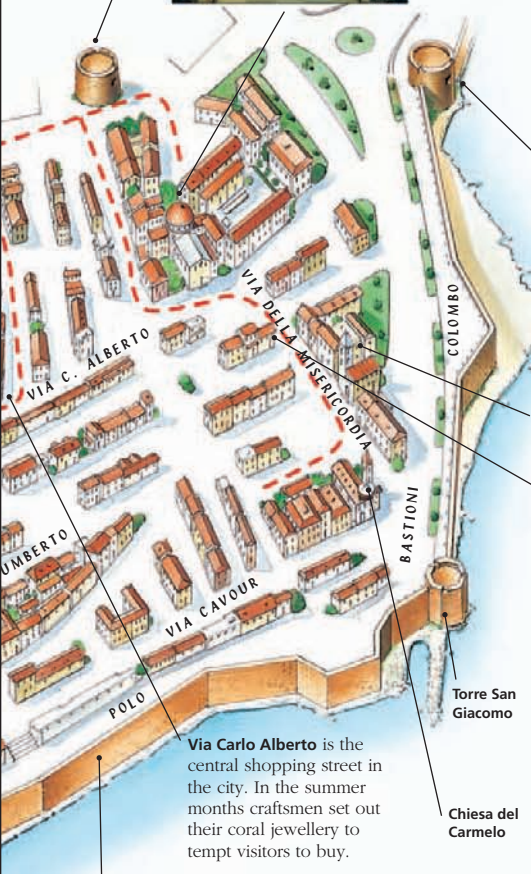 VIA DELLA MISERICORDIA
COLOMBO
VIA C. ALBERTO
BASTIONI
UMBERTO
VIA CAVOUR
POLO
Torre San
Giacomo
Via Carlo Alberto is the
central shopping street in
the city. In the summer
months craftsmen set out
their coral jewellery to
tempt visitors to buy.
Chiesa del
Carmelo